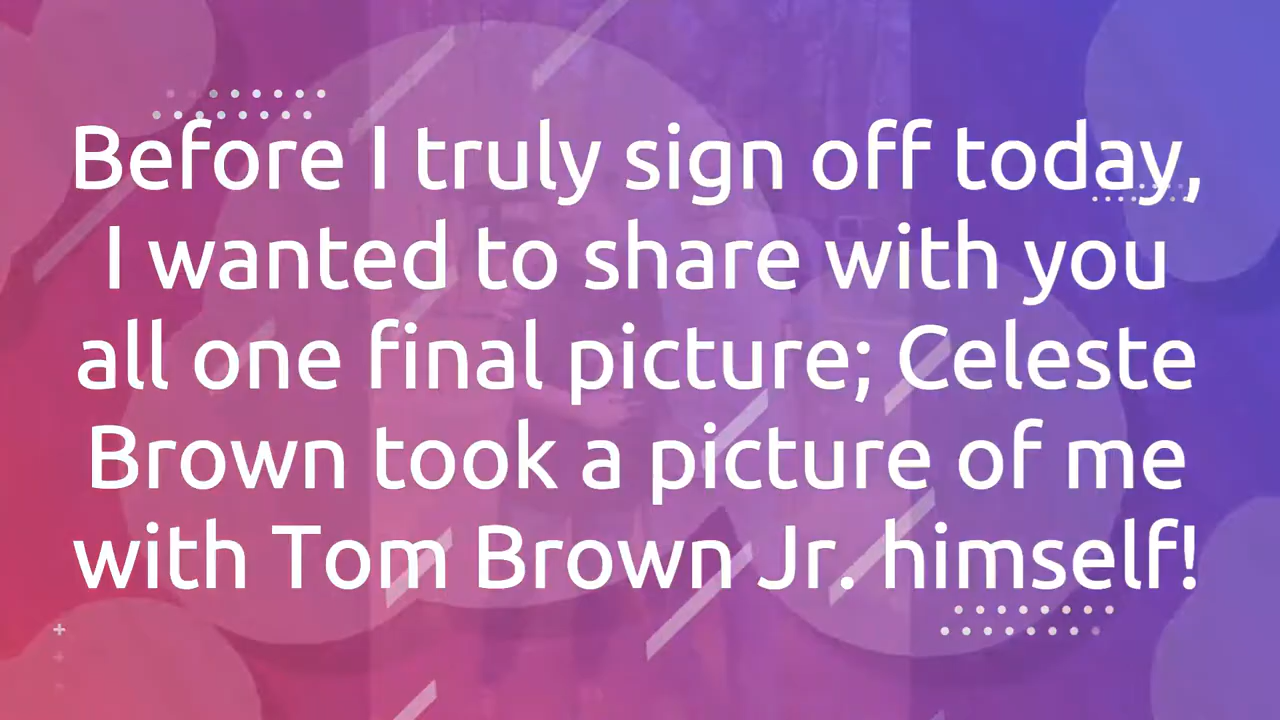 Before I truly sign off today,
I wanted to share with you
all one final picture; Celeste
Brown took a picture of me
with Tom Brown Jr. himself!